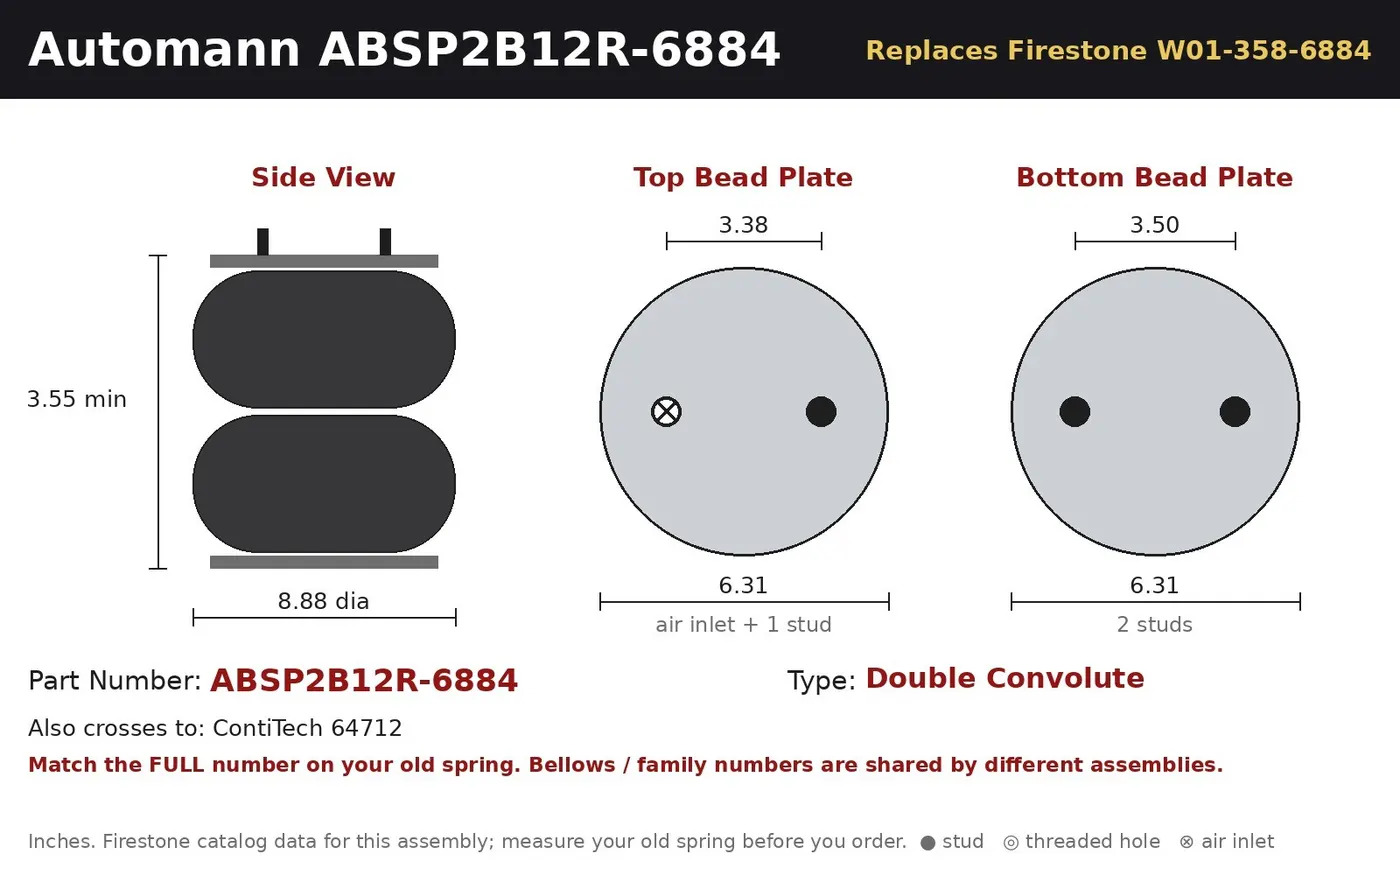 Automann ABSP2B12R-6884
Replaces Firestone W01-358-6884
Side View
Top Bead Plate
Bottom Bead Plate
3.38
3.50
3.55 min
8.88 dia
6.31
6.31
air inlet + 1 stud
2 studs
Part Number: ABSP2B12R-6884
Type: Double Convolute
Also crosses to: ContiTech 64712
Match the FULL number on your old spring. Bellows / family numbers are shared by different assemblies.
Inches. Firestone catalog data for this assembly; measure your old spring before you order. ● stud ◎ threaded hole ⊗ air inlet